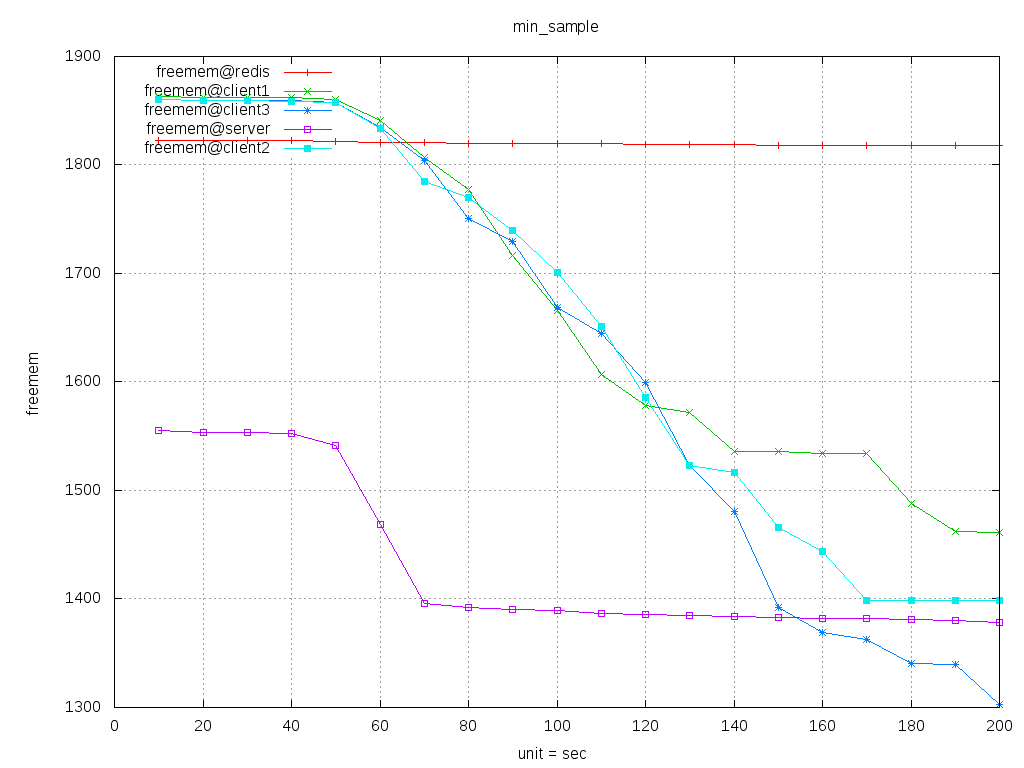 min_sample
1900
1800
1700
1600
1500
1400
1300
freemem
freemem@redis
freemem@client1
freemem@client3
freemem@server
freemem@client2
0 20 40 60 80 100 120 140 160 180 200
unit = sec